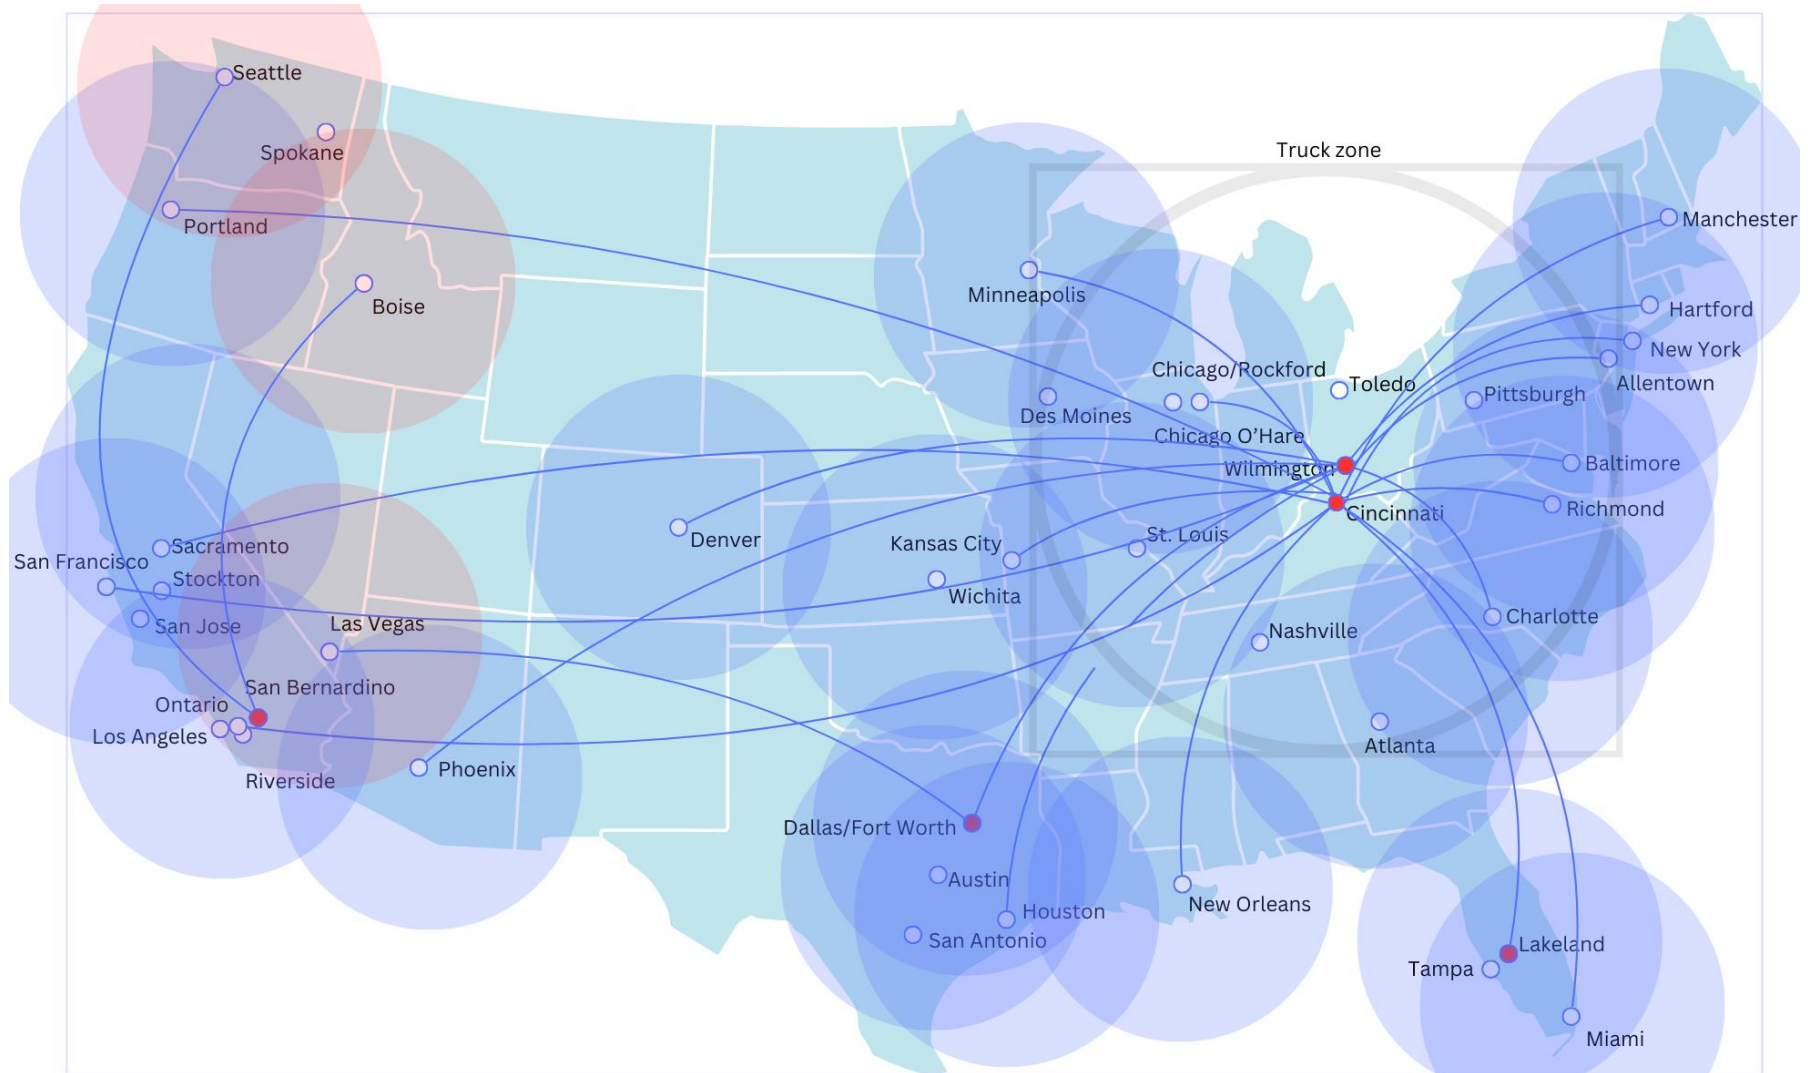 Seattle
Spokane
Truck zone
Portland
Manchester
Minneapolis
Boise
Hartford
New York
Chicago/Rockford
Toledo
Allentown
Pittsburgh
Des Moines
Chicago O'Hare
Wilmington
Baltimore
Cincinnati
Richmond
Denver
Kansas City
St. Louis
Sacramento
San Francisco
Stockton
Wichita
San Jose
Las Vegas
Nashville
Charlotte
San Bernardino
Ontario
Los Angeles
Atlanta
Phoenix
Riverside
Dallas/Fort Worth
Austin
New Orleans
Houston
San Antonio
Lakeland
Tampa
Miami